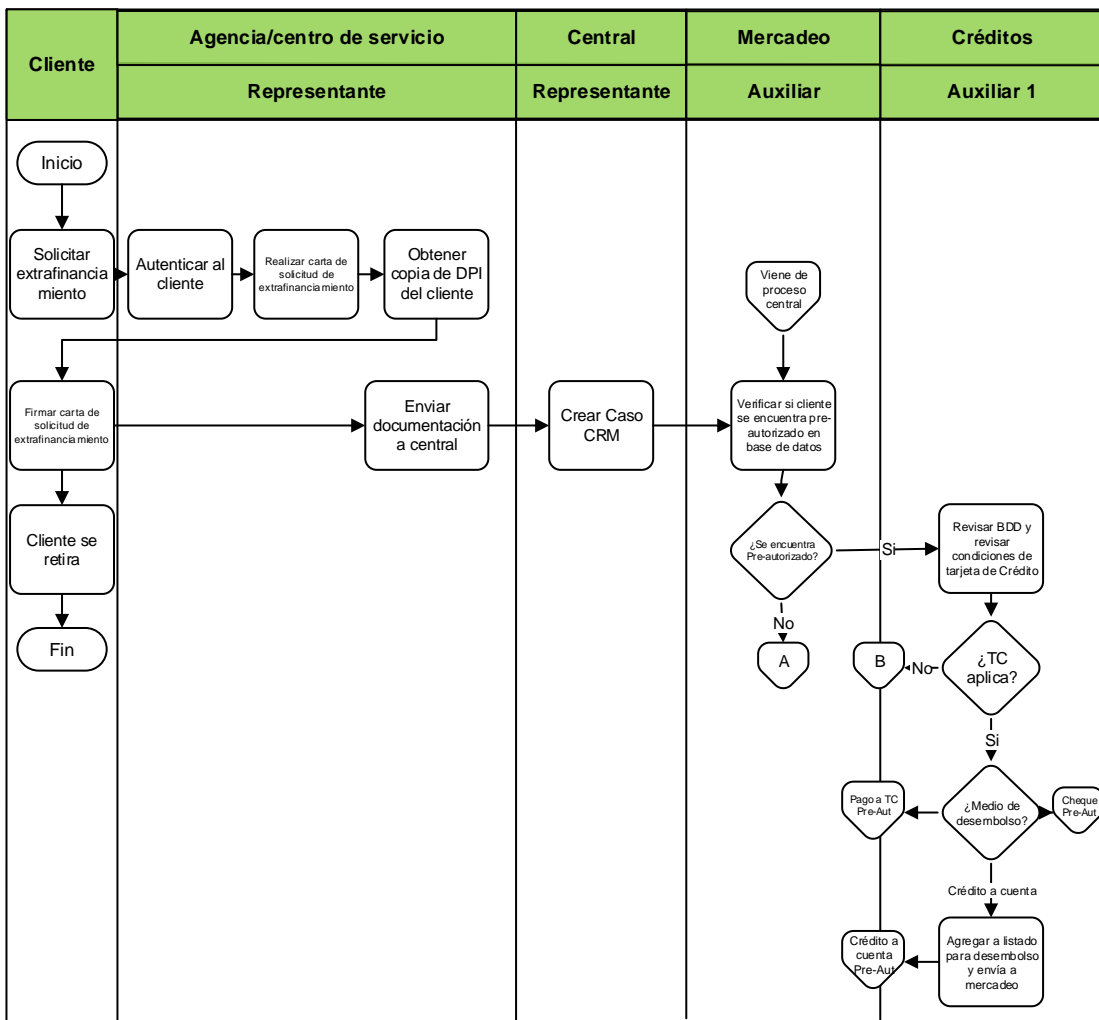 Cliente
Agencia/centro de servicio
Central
Mercadeo
Créditos
Representante
Representante
Auxiliar
Auxiliar 1
Inicio
Solicitar
extrafinancia
miento
Autenticar al
cliente
Realizar carta de
solicitud de
extrafinanciamiento
Obtener
copia de DPI
del cliente
Viene de
proceso
central
Firmar carta de
solicitud de
extrafinanciamiento
Enviar
documentación
a central
Crear Caso
CRM
Verificar si cliente
se encuentra pre-
autorizado en
base de datos
Cliente se
retira
¿Se encuentra
Pre-autorizado?
Si
Revisar BDD y
revisar
condiciones de
tarjeta de Crédito
Fin
No
A
B
No
¿TC
aplica?
Si
Pago a TC
Pre-Aut
¿Medio de
desembolso?
Cheque
Pre-Aut
Crédito a cuenta
Crédito a
cuenta
Pre-Aut
Agregar a listado
para desembolso
y envía a
mercadeo